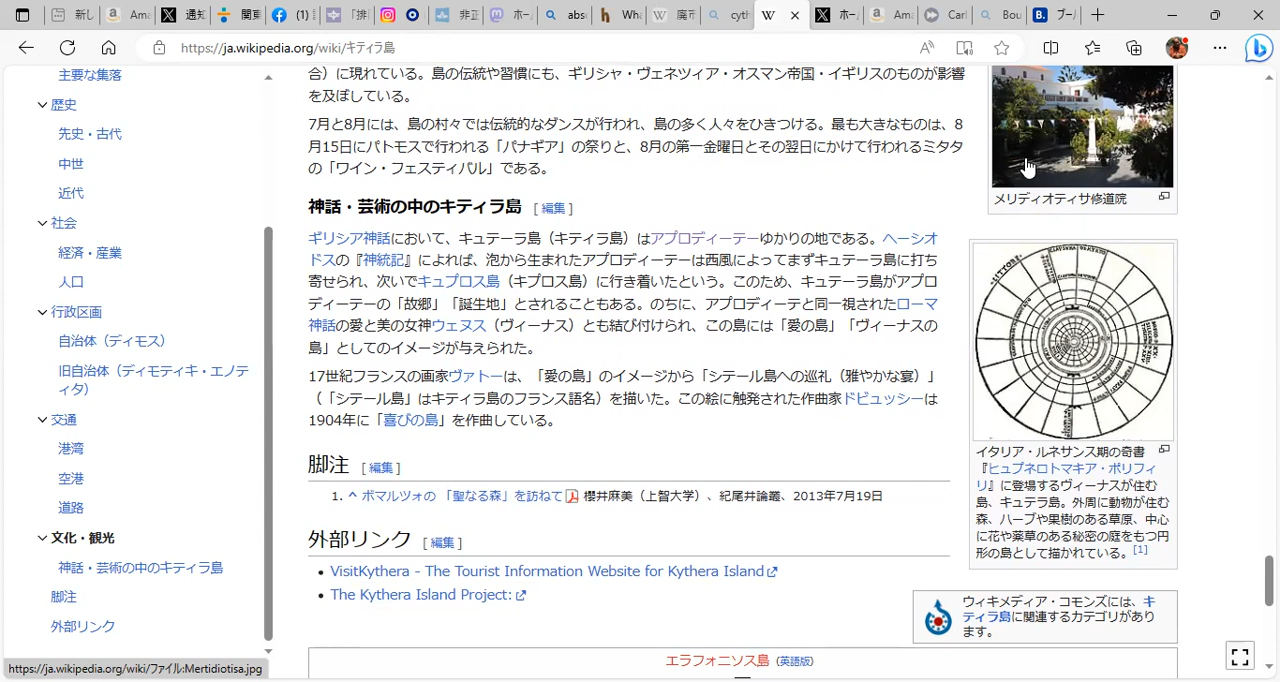 新し
Ama
通知
関東
(1)
「排
非正
ホー
abs
Wha
廃市
cyth
ホー
Ama
Carl
Bou
ブー
https://ja.wikipedia.org/wiki/キティラ島
主要な集落
歴史
先史・古代
中世
近代
社会
経済・産業
人口
行政区画
自治体（ディモス）
旧自治体（ディモティキ・エノテ
ィタ）
交通
港湾
空港
道路
文化・観光
神話・芸術の中のキティラ島
脚注
外部リンク
合）に現れている。島の伝統や習慣にも、ギリシャ・ヴェネツィア・オスマン帝国・イギリスのものが影響
を及ぼしている。
7月と8月には、島の村々では伝統的なダンスが行われ、島の多く人々をひきつける。最も大きなものは、8
月15日にパトモスで行われる「パナギア」の祭りと、8月の第一金曜日とその翌日にかけて行われるミタタ
の「ワイン・フェスティバル」である。
神話・芸術の中のキティラ島 [ 編集 ]
ギリシア神話において、キュテーラ島（キティラ島）はアプロディーテーゆかりの地である。ヘーシオ
ドスの『神統記』によれば、泡から生まれたアプロディーテーは西風によってまずキュテーラ島に打ち
寄せられ、次いでキュプロス島（キプロス島）に行き着いたという。このため、キュテーラ島がアプロ
ディーテーの「故郷」「誕生地」とされることもある。のちに、アプロディーテと同一視されたローマ
神話の愛と美の女神ウェヌス（ヴィーナス）とも結び付けられ、この島には「愛の島」「ヴィーナスの
島」としてのイメージが与えられた。
17世紀フランスの画家ヴァトーは、「愛の島」のイメージから「シテール島への巡礼（雅やかな宴）」
（「シテール島」はキティラ島のフランス語名）を描いた。この絵に触発された作曲家ドビュッシーは
1904年に「喜びの島」を作曲している。
脚注 [ 編集 ]
1. ^ ボマルツォの 「聖なる森」を訪ねて 櫻井麻美（上智大学）、紀尾井論叢、2013年7月19日
外部リンク [ 編集 ]
• VisitKythera - The Tourist Information Website for Kythera Island
• The Kythera Island Project:
メリディオティサ修道院
イタリア・ルネサンス期の奇書
『ヒュプネロトマキア・ポリフィ
リ』に登場するヴィーナスが住む
島、キュテラ島。外周に動物が住む
森、ハーブや果樹のある草原、中心
に花や薬草のある秘密の庭をもつ円
形の島として描かれている。[1]
ウィキメディア・コモンズには、キ
ティラ島に関連するカテゴリがあり
ます。
エラフォニソス島 (英語版)
https://ja.wikipedia.org/wiki/ファイル:Mertidiotisa.jpg